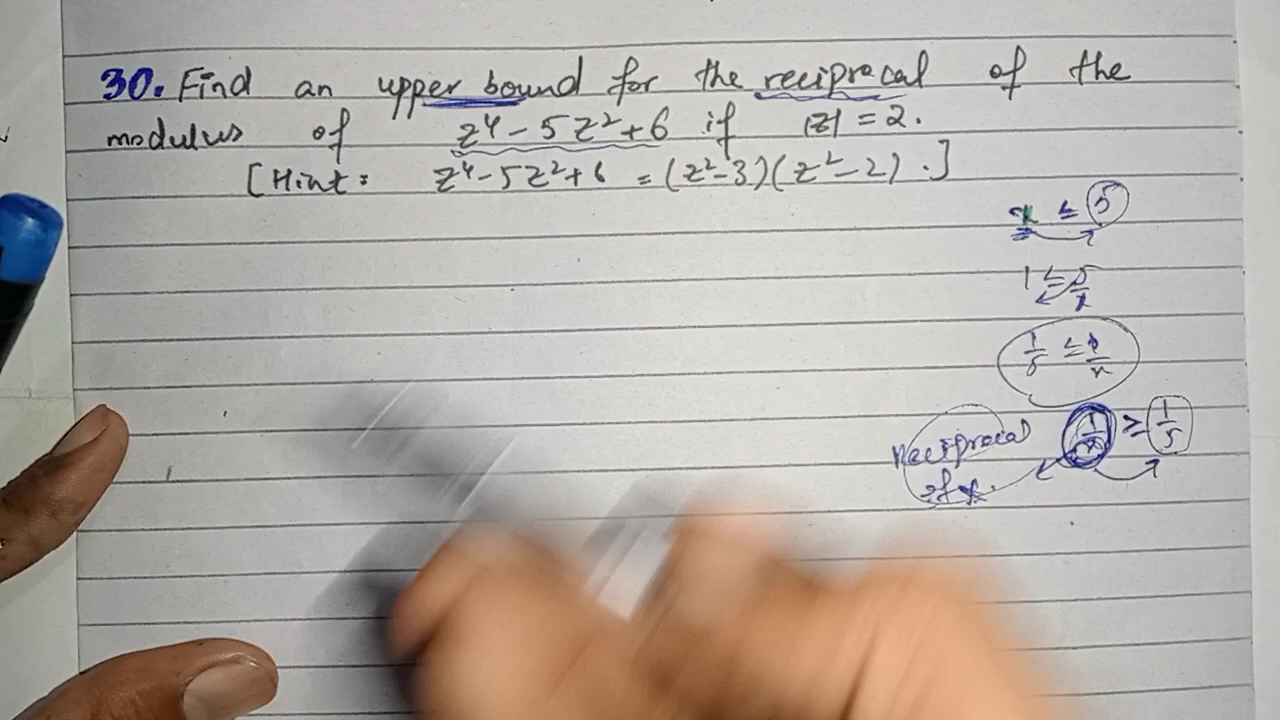 30. Find an upper bound for the reciprocal of the
modulus of z⁴ - 5z² + 6 if |z| = 2.
[Hint: z⁴-5z²+6 = (z²-3)(z²-2).]
x ≤ 5
1 ≤ 5/x
1/5 ≤ 1/x
Reciprocal 1/x ≥ 1/5
of x.